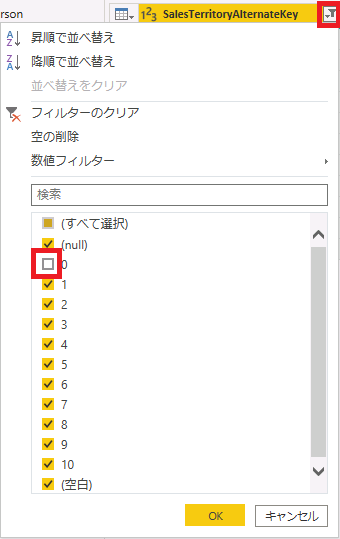 rson
123 SalesTerritoryAlternateKey
昇順で並べ替え
降順で並べ替え
並べ替えをクリア
フィルターのクリア
空の削除
数値フィルター
検索
(すべて選択)
(null)
0
1
2
3
4
5
6
7
8
9
10
(空白)
OK キャンセル